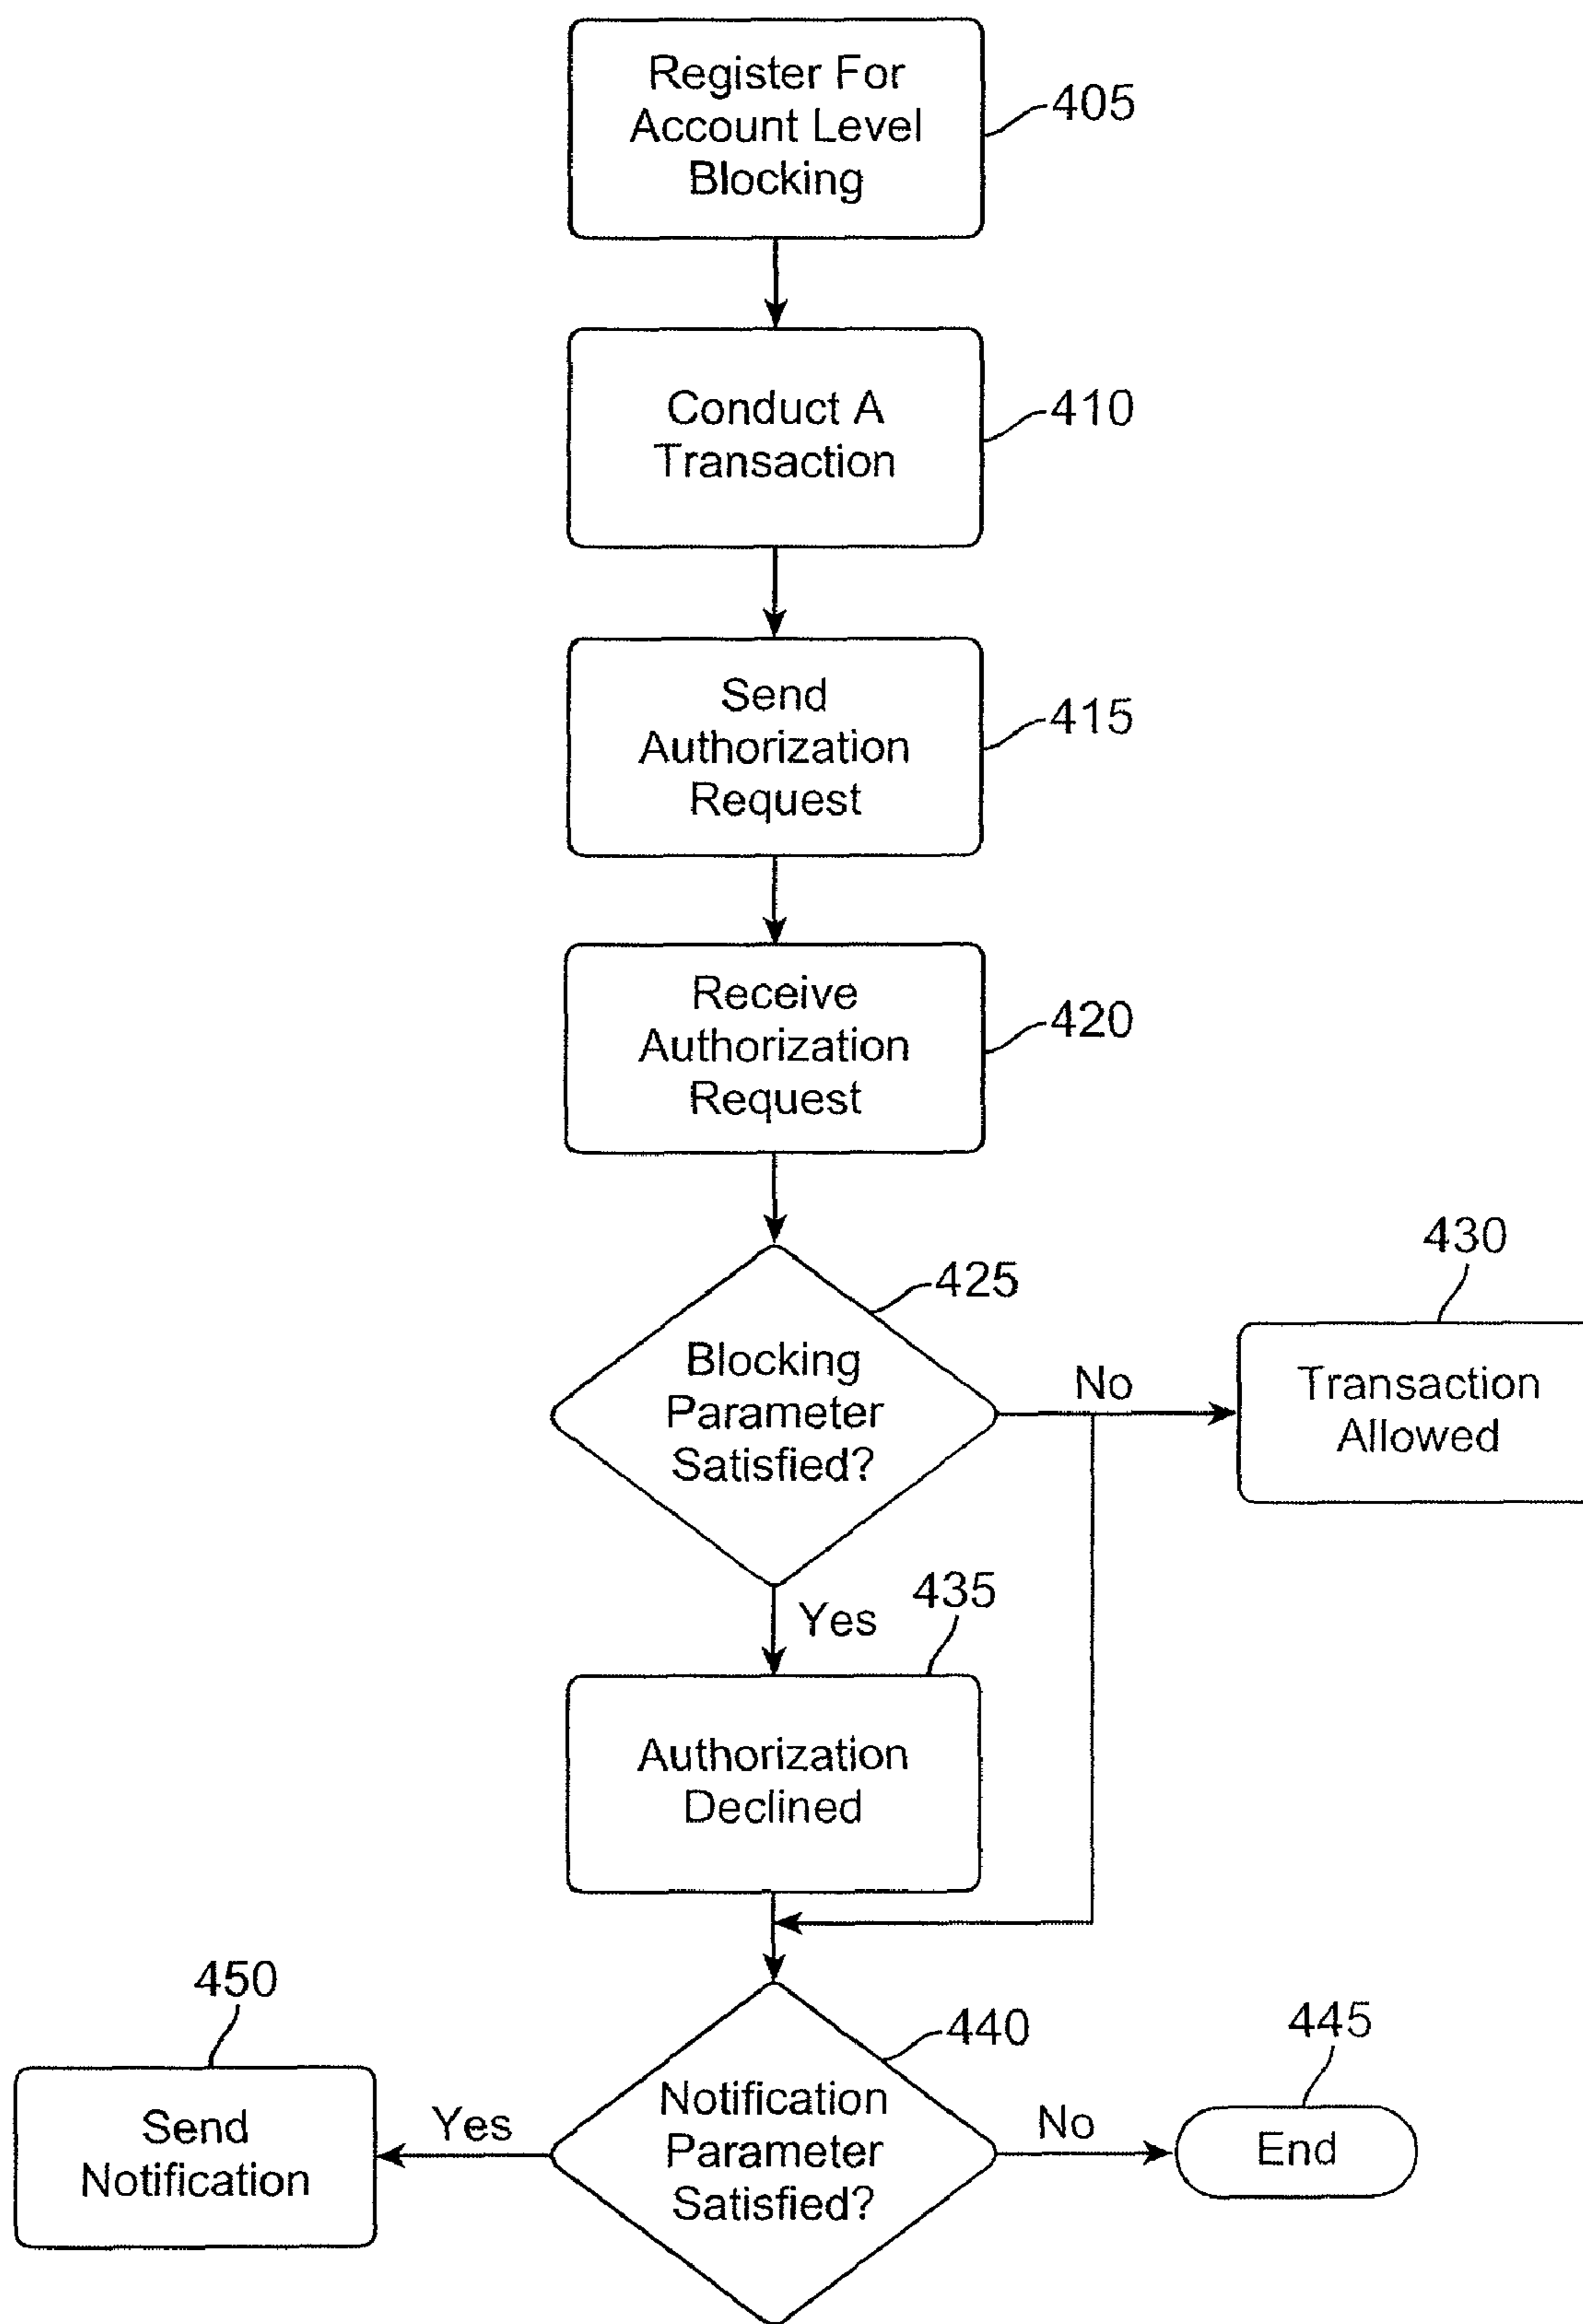 Register For
Account Level
Blocking
405
Conduct A
Transaction
410
Send
Authorization
Request
415
Receive
Authorization
Request
420
425
Blocking
Parameter
Satisfied?
No
430
Transaction
Allowed
Yes
435
Authorization
Declined
440
Notification
Parameter
Satisfied?
Yes
450
Send
Notification
No
445
End